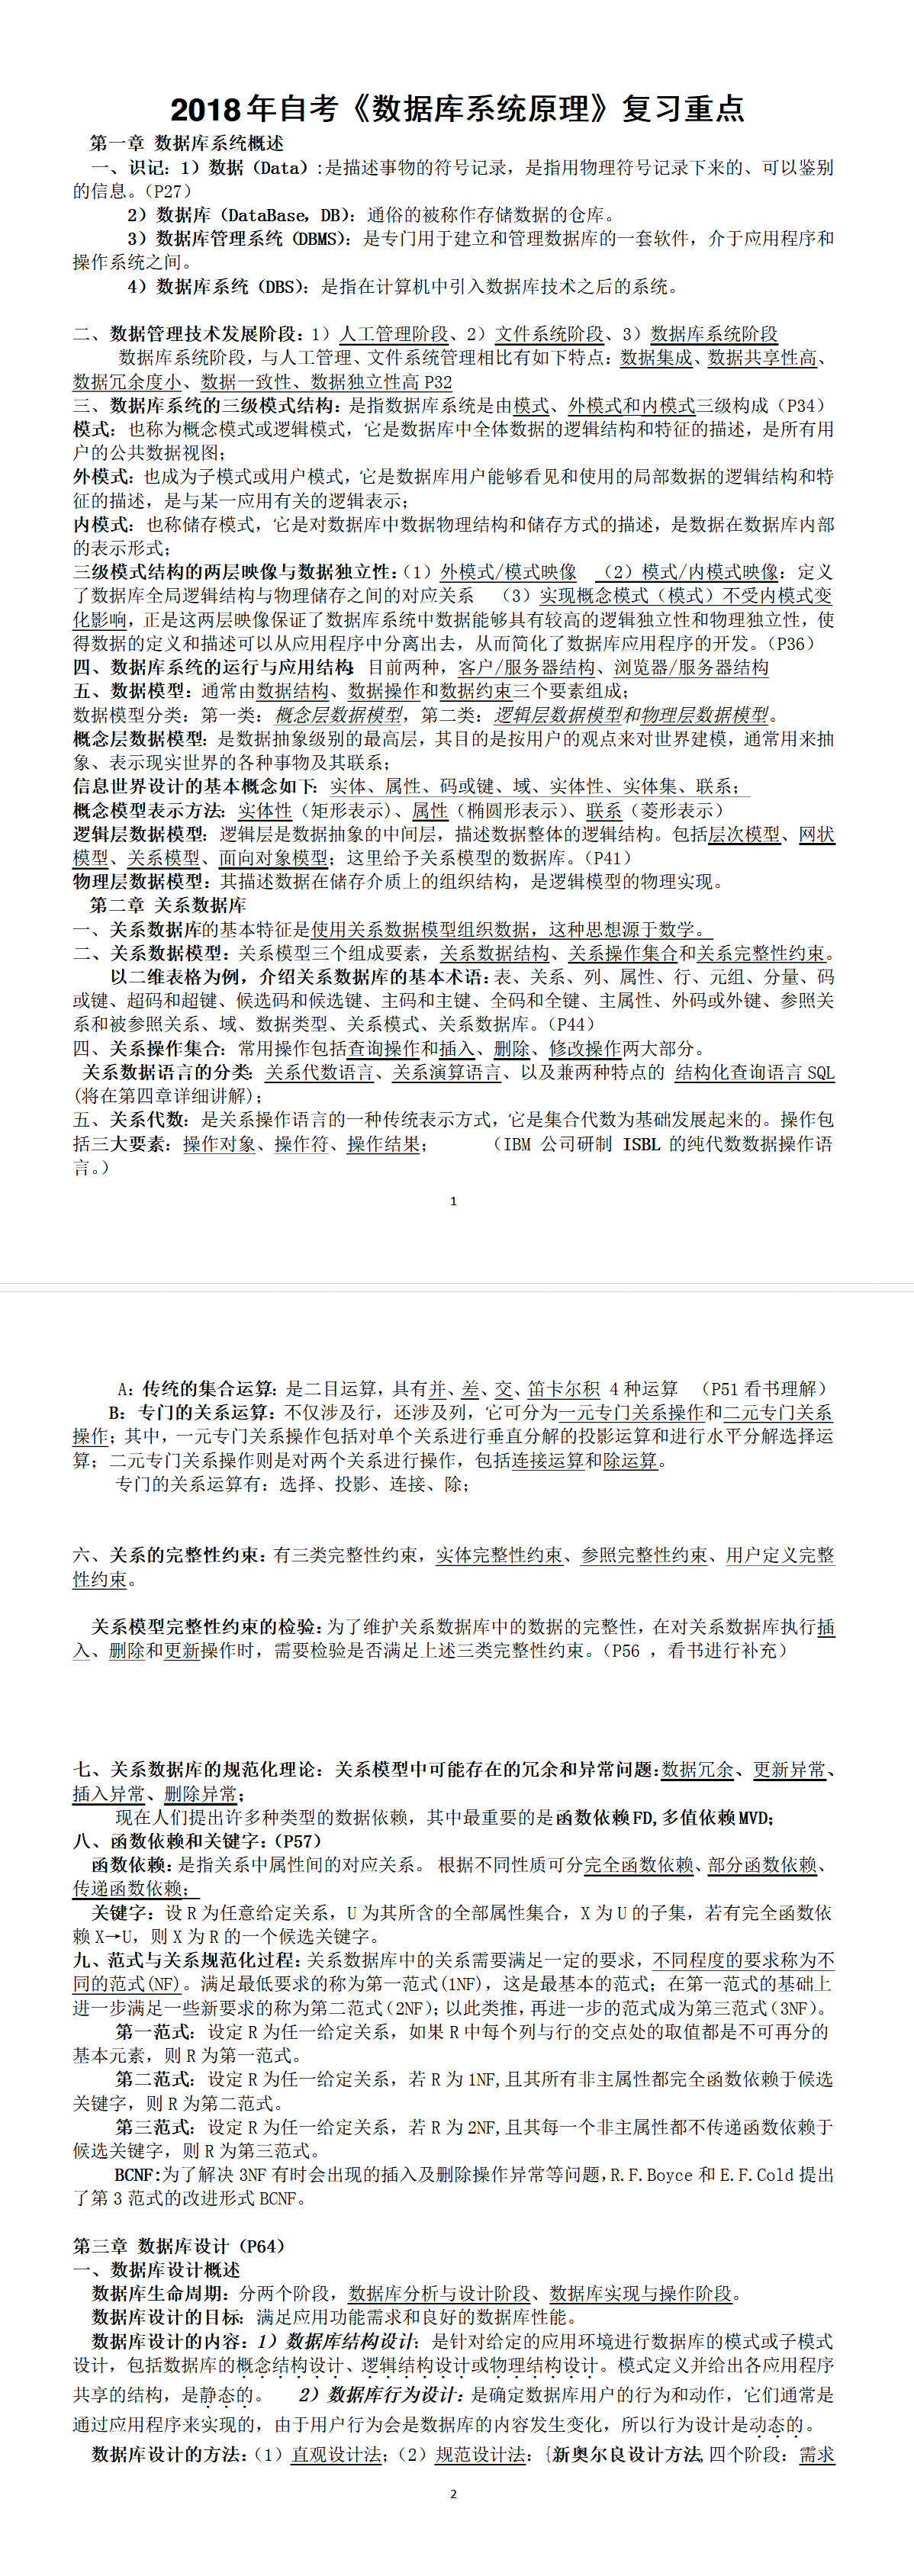 2018年自考《数据库系统原理》复习重点
第一章 数据库系统概述
一、识记：1）数据（Data）:是描述事物的符号记录，是指用物理符号记录下来的、可以鉴别
的信息。（P27）
2）数据库（DataBase，DB）：通俗的被称作存储数据的仓库。
3）数据库管理系统（DBMS）：是专门用于建立和管理数据库的一套软件，介于应用程序和
操作系统之间。
4）数据库系统（DBS）：是指在计算机中引入数据库技术之后的系统。
二、数据管理技术发展阶段：1）人工管理阶段、2）文件系统阶段、3）数据库系统阶段
数据库系统阶段，与人工管理、文件系统管理相比有如下特点：数据集成、数据共享性高、
数据冗余度小、数据一致性、数据独立性高P32
三、数据库系统的三级模式结构：是指数据库系统是由模式、外模式和内模式三级构成（P34）
模式：也称为概念模式或逻辑模式，它是数据库中全体数据的逻辑结构和特征的描述，是所有用
户的公共数据视图；
外模式：也成为子模式或用户模式，它是数据库用户能够看见和使用的局部数据的逻辑结构和特
征的描述，是与某一应用有关的逻辑表示；
内模式：也称储存模式，它是对数据库中数据物理结构和储存方式的描述，是数据在数据库内部
的表示形式；
三级模式结构的两层映像与数据独立性：（1）外模式/模式映像 （2）模式/内模式映像：定义
了数据库全局逻辑结构与物理储存之间的对应关系 （3）实现概念模式（模式）不受内模式变
化影响，正是这两层映像保证了数据库系统中数据能够具有较高的逻辑独立性和物理独立性，使
得数据的定义和描述可以从应用程序中分离出去，从而简化了数据库应用程序的开发。（P36）
四、数据库系统的运行与应用结构：目前两种，客户/服务器结构、浏览器/服务器结构
五、数据模型：通常由数据结构、数据操作和数据约束三个要素组成；
数据模型分类：第一类：概念层数据模型，第二类：逻辑层数据模型和物理层数据模型。
概念层数据模型：是数据抽象级别的最高层，其目的是按用户的观点来对世界建模，通常用来抽
象、表示现实世界的各种事物及其联系；
信息世界设计的基本概念如下：实体、属性、码或键、域、实体性、实体集、联系；
概念模型表示方法：实体性（矩形表示）、属性（椭圆形表示）、联系（菱形表示）
逻辑层数据模型：逻辑层是数据抽象的中间层，描述数据整体的逻辑结构。包括层次模型、网状
模型、关系模型、面向对象模型；这里给予关系模型的数据库。（P41）
物理层数据模型：其描述数据在储存介质上的组织结构，是逻辑模型的物理实现。
第二章 关系数据库
一、关系数据库的基本特征是使用关系数据模型组织数据，这种思想源于数学。
二、关系数据模型：关系模型三个组成要素，关系数据结构、关系操作集合和关系完整性约束。
以二维表格为例，介绍关系数据库的基本术语：表、关系、列、属性、行、元组、分量、码
或键、超码和超键、候选码和候选键、主码和主键、全码和全键、主属性、外码或外键、参照关
系和被参照关系、域、数据类型、关系模式、关系数据库。（P44）
四、关系操作集合：常用操作包括查询操作和插入、删除、修改操作两大部分。
关系数据语言的分类：关系代数语言、关系演算语言、以及兼两种特点的 结构化查询语言SQL
(将在第四章详细讲解)；
五、关系代数：是关系操作语言的一种传统表示方式，它是集合代数为基础发展起来的。操作包
括三大要素：操作对象、操作符、操作结果； （IBM 公司研制 ISBL 的纯代数数据操作语
言。）
1
A：传统的集合运算：是二目运算，具有并、差、交、笛卡尔积 4种运算 （P51看书理解）
B：专门的关系运算：不仅涉及行，还涉及列，它可分为一元专门关系操作和二元专门关系
操作；其中，一元专门关系操作包括对单个关系进行垂直分解的投影运算和进行水平分解选择运
算；二元专门关系操作则是对两个关系进行操作，包括连接运算和除运算。
专门的关系运算有：选择、投影、连接、除；
六、关系的完整性约束：有三类完整性约束，实体完整性约束、参照完整性约束、用户定义完整
性约束。
关系模型完整性约束的检验：为了维护关系数据库中的数据的完整性，在对关系数据库执行插
入、删除和更新操作时，需要检验是否满足上述三类完整性约束。（P56 ，看书进行补充）
七、关系数据库的规范化理论：关系模型中可能存在的冗余和异常问题：数据冗余、更新异常、
插入异常、删除异常；
现在人们提出许多种类型的数据依赖，其中最重要的是函数依赖FD,多值依赖MVD；
八、函数依赖和关键字：（P57）
函数依赖：是指关系中属性间的对应关系。 根据不同性质可分完全函数依赖、部分函数依赖、
传递函数依赖；
关键字：设R为任意给定关系，U为其所含的全部属性集合，X为U的子集，若有完全函数依
赖X→U，则X为R的一个候选关键字。
九、范式与关系规范化过程：关系数据库中的关系需要满足一定的要求，不同程度的要求称为不
同的范式(NF)。满足最低要求的称为第一范式(1NF)，这是最基本的范式；在第一范式的基础上
进一步满足一些新要求的称为第二范式（2NF）；以此类推，再进一步的范式成为第三范式（3NF）。
第一范式：设定R为任一给定关系，如果R中每个列与行的交点处的取值都是不可再分的
基本元素，则R为第一范式。
第二范式：设定R为任一给定关系，若R为1NF,且其所有非主属性都完全函数依赖于候选
关键字，则R为第二范式。
第三范式：设定R为任一给定关系，若R为2NF,且其每一个非主属性都不传递函数依赖于
候选关键字，则R为第三范式。
BCNF:为了解决3NF有时会出现的插入及删除操作异常等问题，R.F.Boyce和E.F.Cold提出
了第3范式的改进形式BCNF。
第三章 数据库设计（P64）
一、数据库设计概述
数据库生命周期：分两个阶段，数据库分析与设计阶段、数据库实现与操作阶段。
数据库设计的目标：满足应用功能需求和良好的数据库性能。
数据库设计的内容：1）数据库结构设计：是针对给定的应用环境进行数据库的模式或子模式
设计，包括数据库的概念结构设计、逻辑结构设计或物理结构设计。模式定义并给出各应用程序
共享的结构，是静态的。 2）数据库行为设计：是确定数据库用户的行为和动作，它们通常是
通过应用程序来实现的，由于用户行为会是数据库的内容发生变化，所以行为设计是动态的。
数据库设计的方法：（1）直观设计法；（2）规范设计法：{新奥尔良设计方法,四个阶段：需求
2